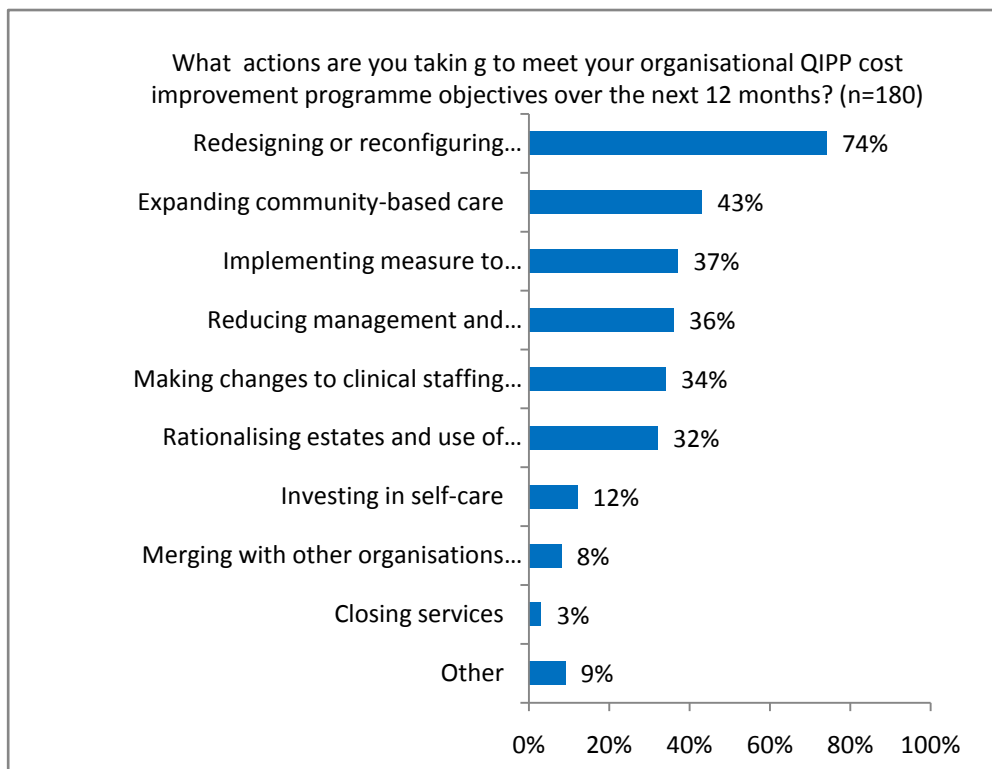 What  actions are you takin g to meet your organisational QIPP cost
improvement programme objectives over the next 12 months? (n=180)
Redesigning or reconfiguring… 74%
Expanding community-based care 43%
Implementing measure to… 37%
Reducing management and… 36%
Making changes to clinical staffing… 34%
Rationalising estates and use of… 32%
Investing in self-care 12%
Merging with other organisations… 8%
Closing services 3%
Other 9%
0% 20% 40% 60% 80% 100%